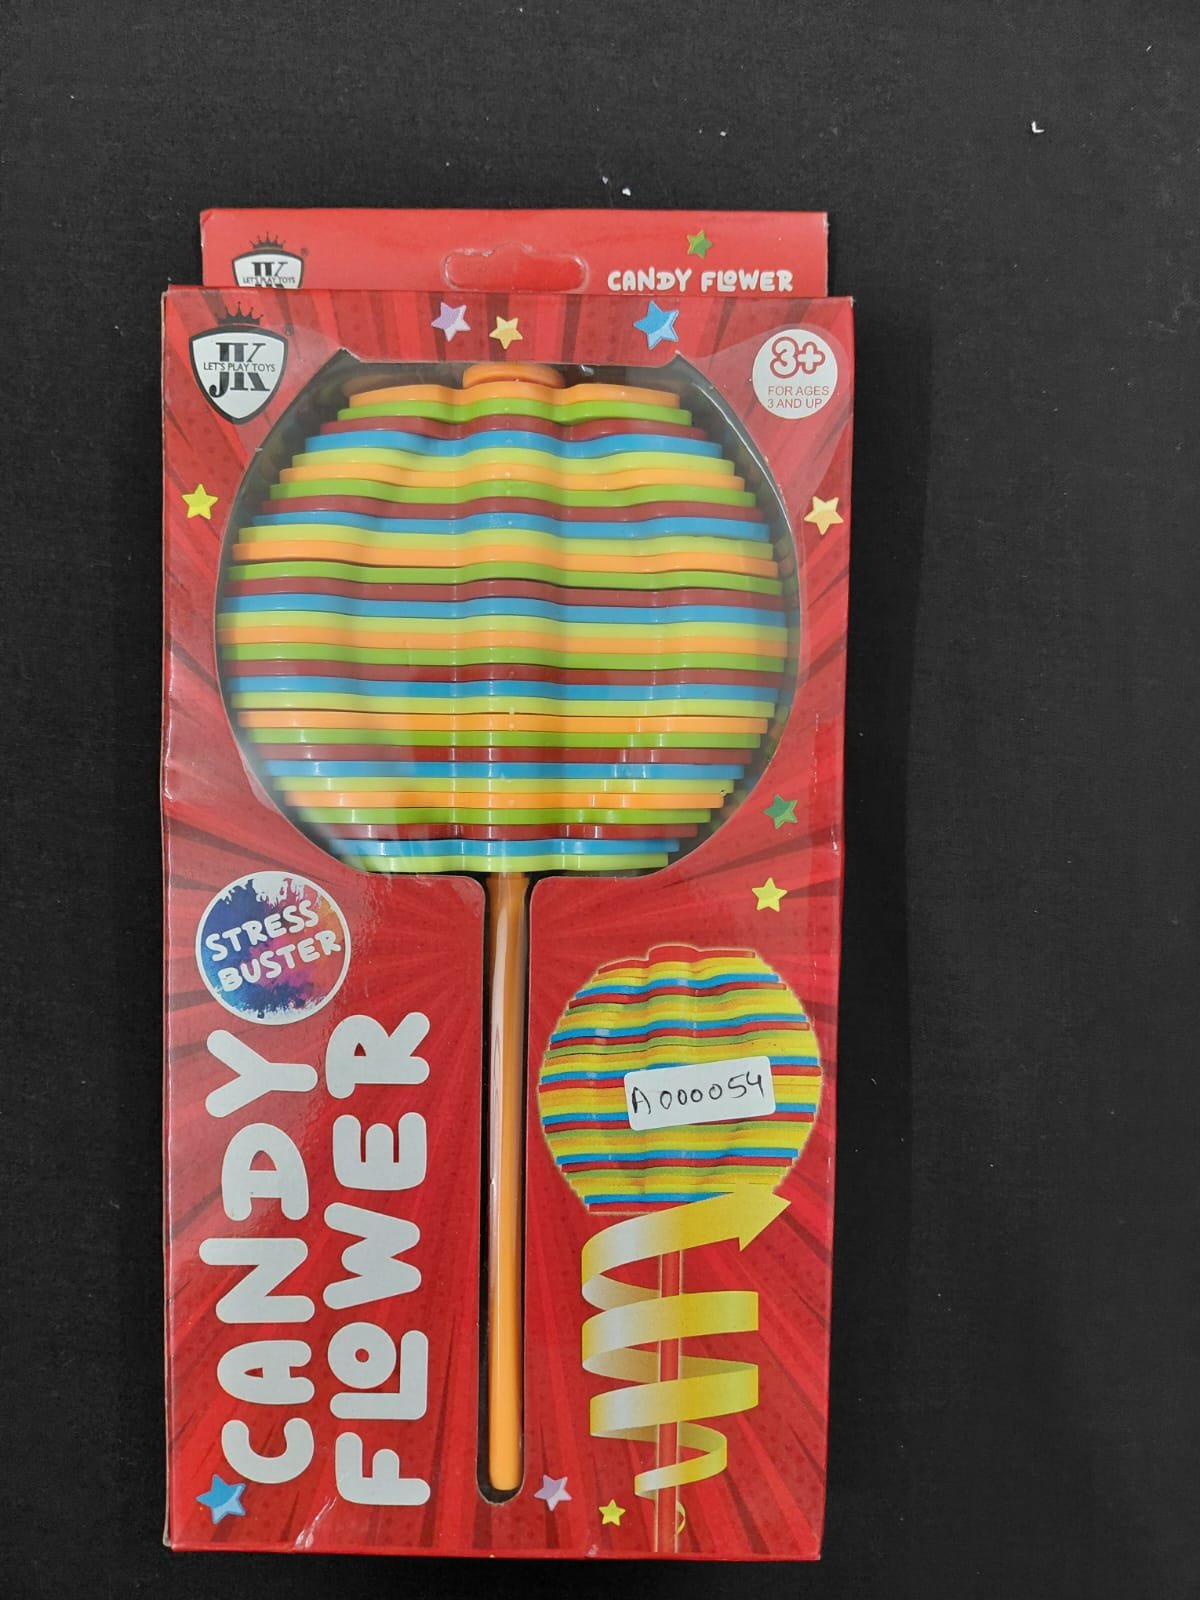 JK
LET'S PLAY TOYS
CANDY FLOWER
JK
LET'S PLAY TOYS
3+
FOR AGES
3 AND UP
STRESS
BUSTER
CANDY
FLOWER
A000054